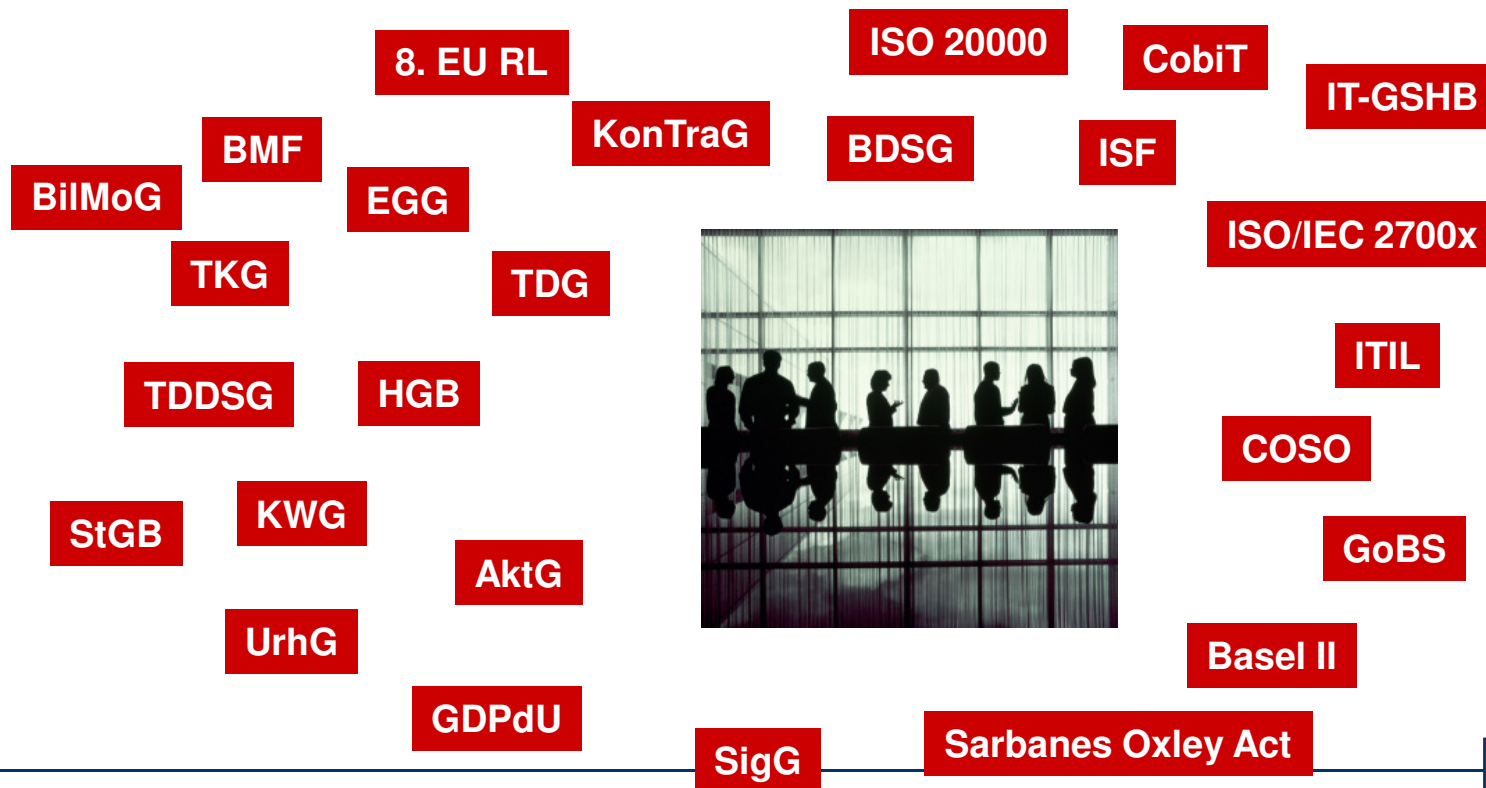 ISO 20000
8. EU RL
CobiT
IT-GSHB
KonTraG
BMF
BDSG
ISF
BilMoG
EGG
ISO/IEC 2700x
TKG
TDG
ITIL
TDDSG
HGB
COSO
KWG
StGB
GoBS
AktG
UrhG
Basel II
GDPdU
Sarbanes Oxley Act
SigG